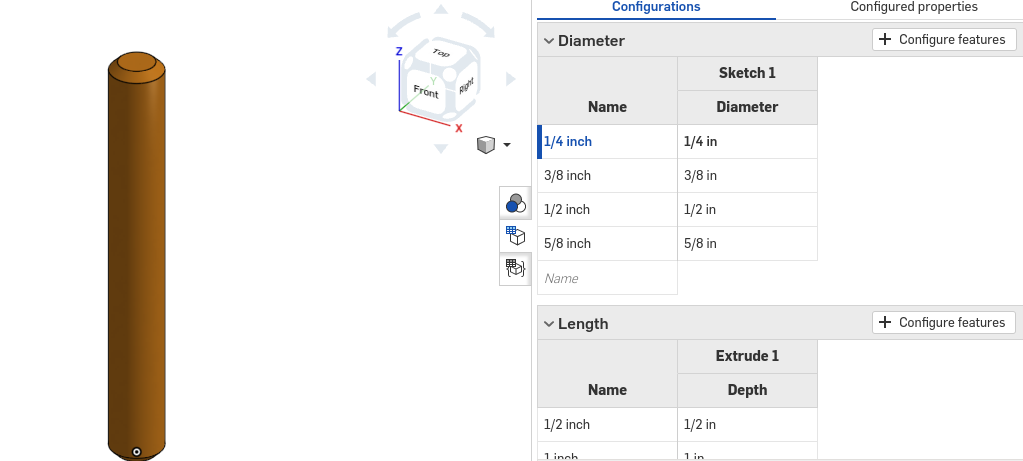 Configurations Configured properties
Diameter + Configure features
Sketch 1
Name Diameter
1/4 inch 1/4 in
3/8 inch 3/8 in
1/2 inch 1/2 in
5/8 inch 5/8 in
Name
Length + Configure features
Extrude 1
Name Depth
1/2 inch 1/2 in
1 inch 1 in
Z
Top
Y
Front Right
X